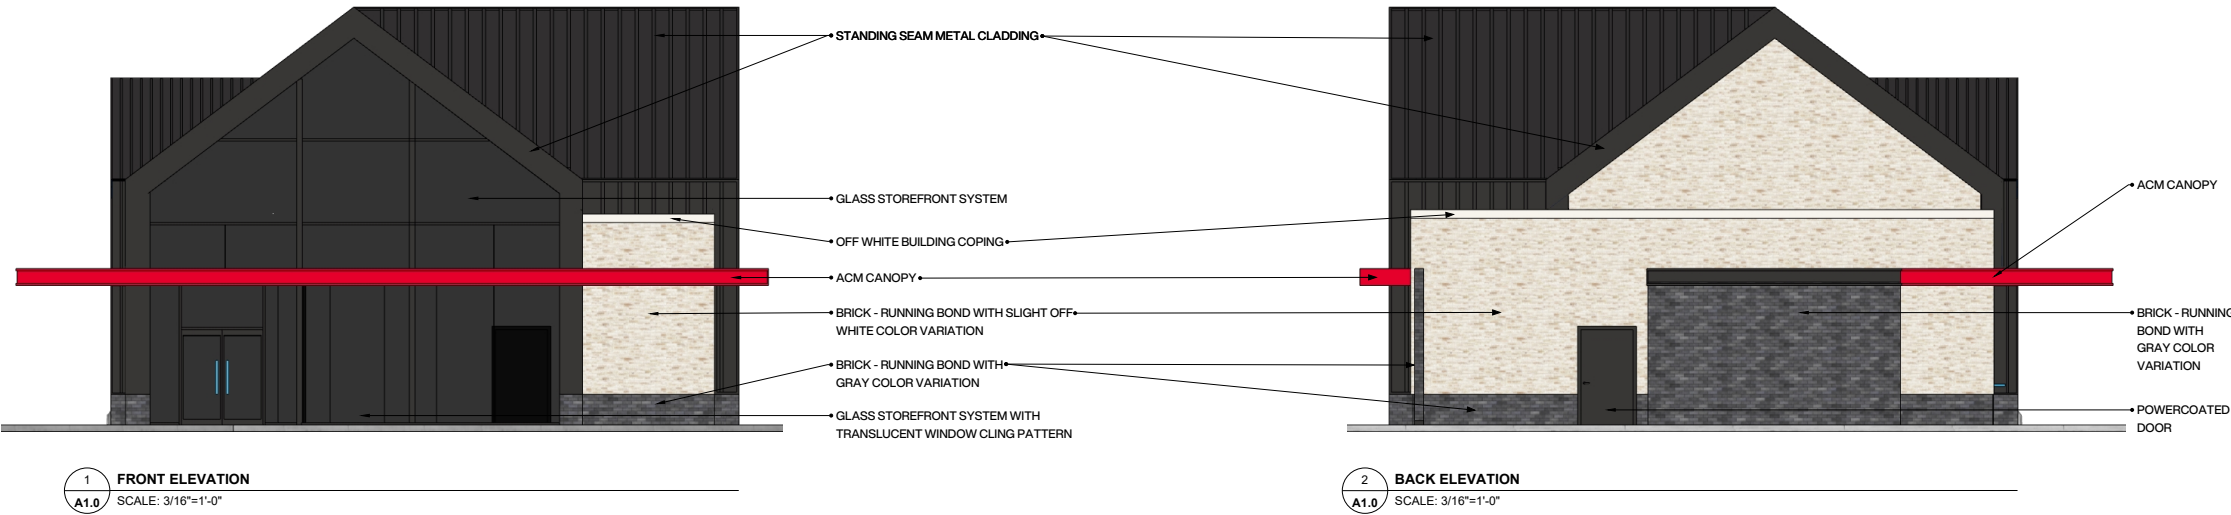 STANDING SEAM METAL CLADDING
GLASS STOREFRONT SYSTEM
OFF WHITE BUILDING COPING
ACM CANOPY
BRICK - RUNNING BOND WITH SLIGHT OFF
WHITE COLOR VARIATION
BRICK - RUNNING BOND WITH
GRAY COLOR VARIATION
GLASS STOREFRONT SYSTEM WITH
TRANSLUCENT WINDOW CLING PATTERN
ACM CANOPY
BRICK - RUNNING
BOND WITH
GRAY COLOR
VARIATION
POWERCOATED
DOOR
1
A1.0
FRONT ELEVATION
SCALE: 3/16"=1'-0"
2
A1.0
BACK ELEVATION
SCALE: 3/16"=1'-0"